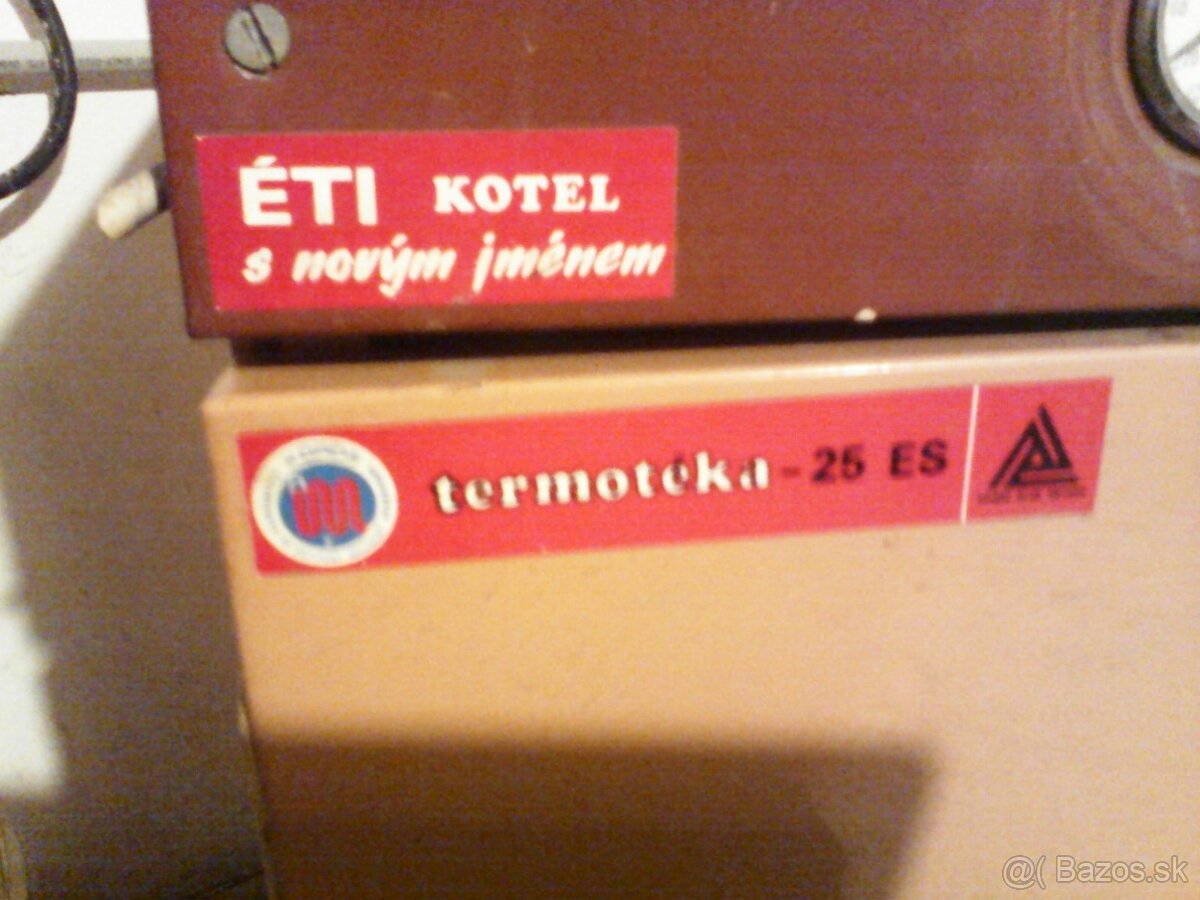 ÉTI KOTEL
s novým jménem
termotéka - 25 ES
@( Bazos.sk